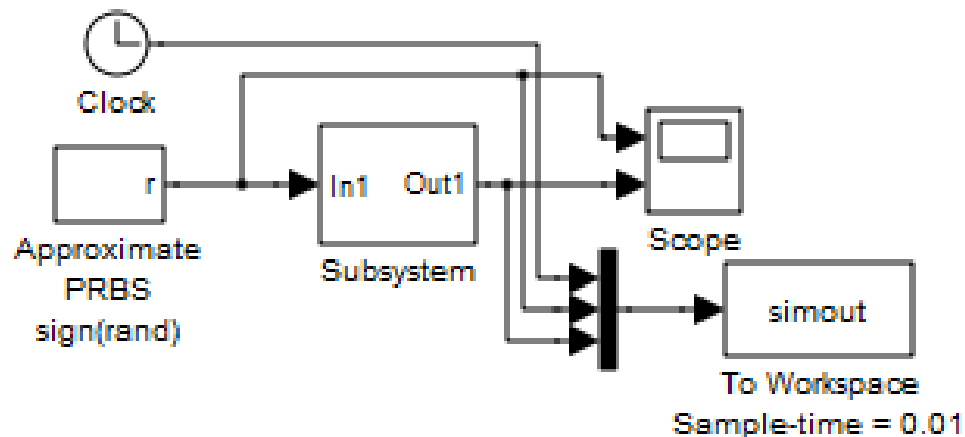 Clock
r
In1 Out1
Approximate
PRBS
sign(rand)
Subsystem
Scope
simout
To Workspace
Sample-time = 0.01